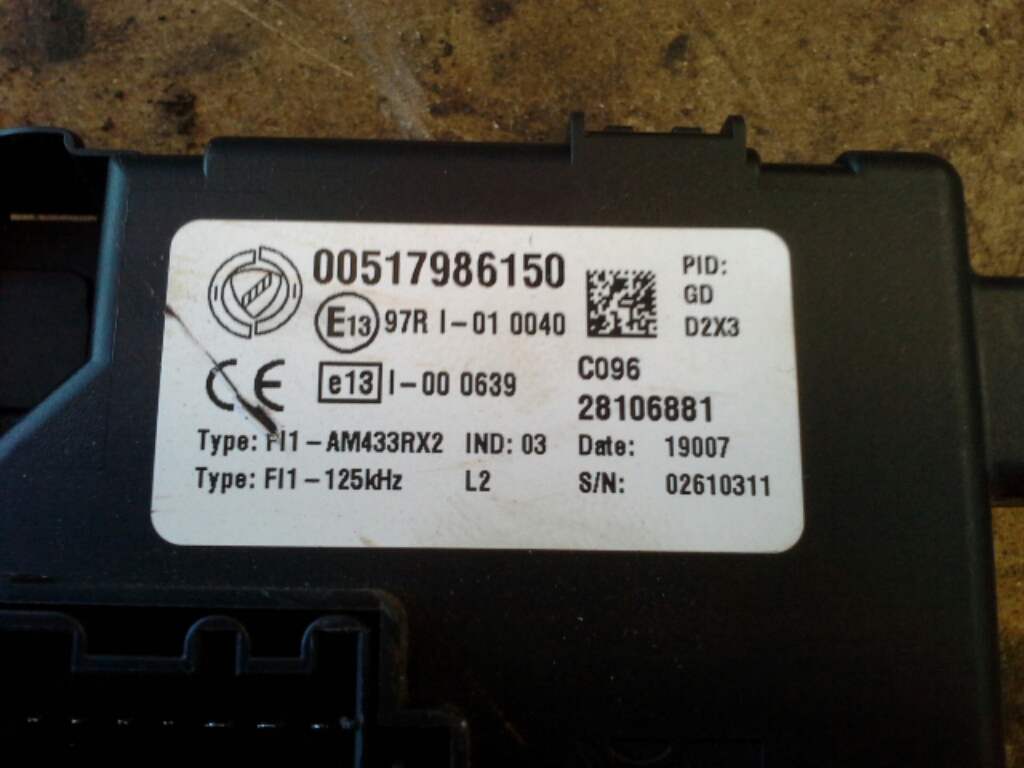 00517986150
PID:
GD
D2X3
E13 97R I-01 0040
CE e13 I-00 0639
C096
28106881
Type: FI1-AM433RX2 IND: 03 Date: 19007
Type: FI1-125kHz L2 S/N: 02610311